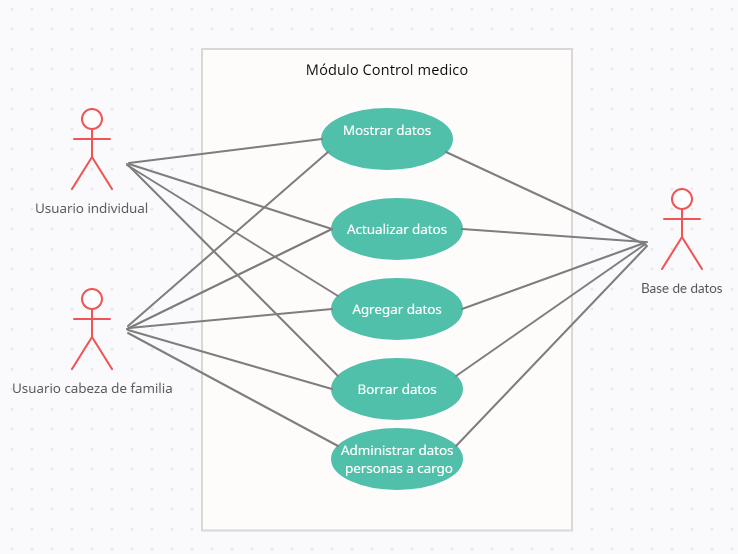 Módulo Control medico
Mostrar datos
Usuario individual
Actualizar datos
Base de datos
Agregar datos
Usuario cabeza de familia
Borrar datos
Administrar datos
personas a cargo